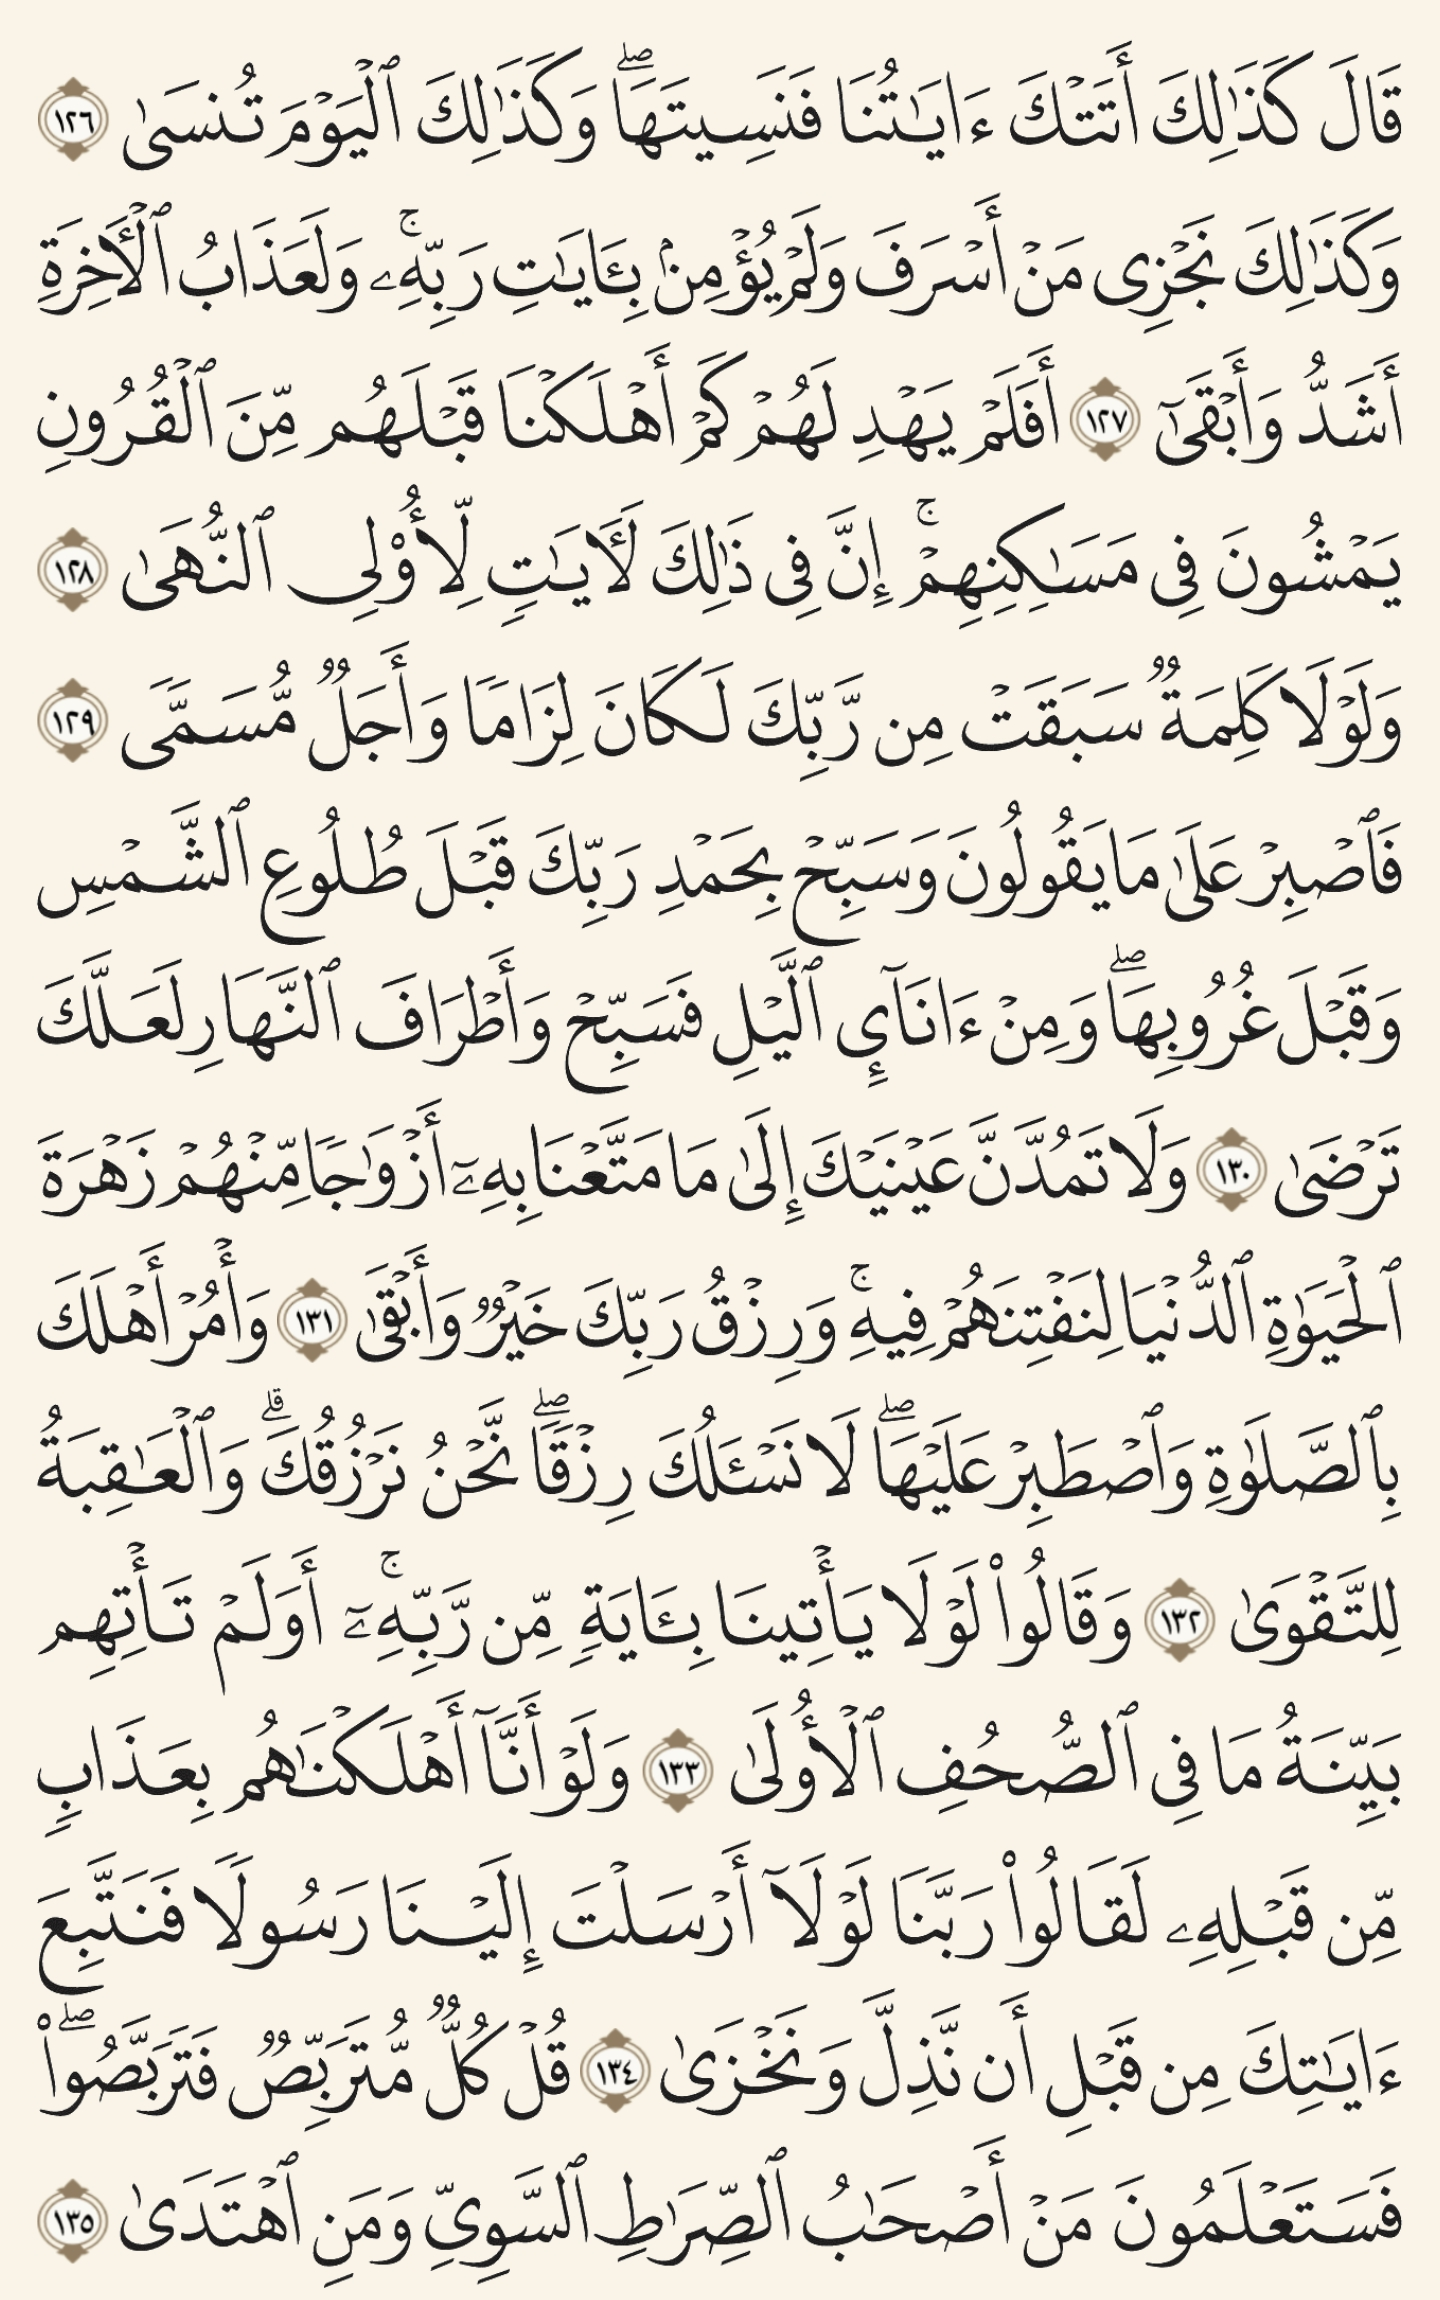 قَالَ كَذَٰلِكَ أَتَتۡكَ ءَايَٰتُنَا فَنَسِيتَهَاۖ وَكَذَٰلِكَ ٱلۡيَوۡمَ تُنسَىٰ ١٢٦
وَكَذَٰلِكَ نَجۡزِي مَنۡ أَسۡرَفَ وَلَمۡ يُؤۡمِنۢ بِـَٔايَٰتِ رَبِّهِۦۚ وَلَعَذَابُ ٱلۡأٓخِرَةِ
أَشَدُّ وَأَبۡقَىٰٓ ١٢٧ أَفَلَمۡ يَهۡدِ لَهُمۡ كَمۡ أَهۡلَكۡنَا قَبۡلَهُم مِّنَ ٱلۡقُرُونِ
يَمۡشُونَ فِي مَسَٰكِنِهِمۡۚ إِنَّ فِي ذَٰلِكَ لَأٓيَٰتٖ لِّأُوْلِي ٱلنُّهَىٰ ١٢٨
وَلَوۡلَا كَلِمَةٞ سَبَقَتۡ مِن رَّبِّكَ لَكَانَ لِزَامٗا وَأَجَلٞ مُّسَمّٗى ١٢٩
فَٱصۡبِرۡ عَلَىٰ مَا يَقُولُونَ وَسَبِّحۡ بِحَمۡدِ رَبِّكَ قَبۡلَ طُلُوعِ ٱلشَّمۡسِ
وَقَبۡلَ غُرُوبِهَاۖ وَمِنۡ ءَانَآيِٕ ٱلَّيۡلِ فَسَبِّحۡ وَأَطۡرَافَ ٱلنَّهَارِ لَعَلَّكَ
تَرۡضَىٰ ١٣٠ وَلَا تَمُدَّنَّ عَيۡنَيۡكَ إِلَىٰ مَا مَتَّعۡنَا بِهِۦٓ أَزۡوَٰجٗا مِّنۡهُمۡ زَهۡرَةَ
ٱلۡحَيَوٰةِ ٱلدُّنۡيَا لِنَفۡتِنَهُمۡ فِيهِۚ وَرِزۡقُ رَبِّكَ خَيۡرٞ وَأَبۡقَىٰ ١٣١ وَأۡمُرۡ أَهۡلَكَ
بِٱلصَّلَوٰةِ وَٱصۡطَبِرۡ عَلَيۡهَاۖ لَا نَسۡـَٔلُكَ رِزۡقٗاۖ نَّحۡنُ نَرۡزُقُكَۗ وَٱلۡعَٰقِبَةُ
لِلتَّقۡوَىٰ ١٣٢ وَقَالُواْ لَوۡلَا يَأۡتِينَا بِـَٔايَةٖ مِّن رَّبِّهِۦٓۚ أَوَلَمۡ تَأۡتِهِم
بَيِّنَةُ مَا فِي ٱلصُّحُفِ ٱلۡأُولَىٰ ١٣٣ وَلَوۡ أَنَّآ أَهۡلَكۡنَٰهُم بِعَذَابٖ
مِّن قَبۡلِهِۦ لَقَالُواْ رَبَّنَا لَوۡلَآ أَرۡسَلۡتَ إِلَيۡنَا رَسُولٗا فَنَتَّبِعَ
ءَايَٰتِكَ مِن قَبۡلِ أَن نَّذِلَّ وَنَخۡزَىٰ ١٣٤ قُلۡ كُلّٞ مُّتَرَبِّصٞ فَتَرَبَّصُواْۖ
فَسَتَعۡلَمُونَ مَنۡ أَصۡحَٰبُ ٱلصِّرَٰطِ ٱلسَّوِيِّ وَمَنِ ٱهۡتَدَىٰ ١٣٥